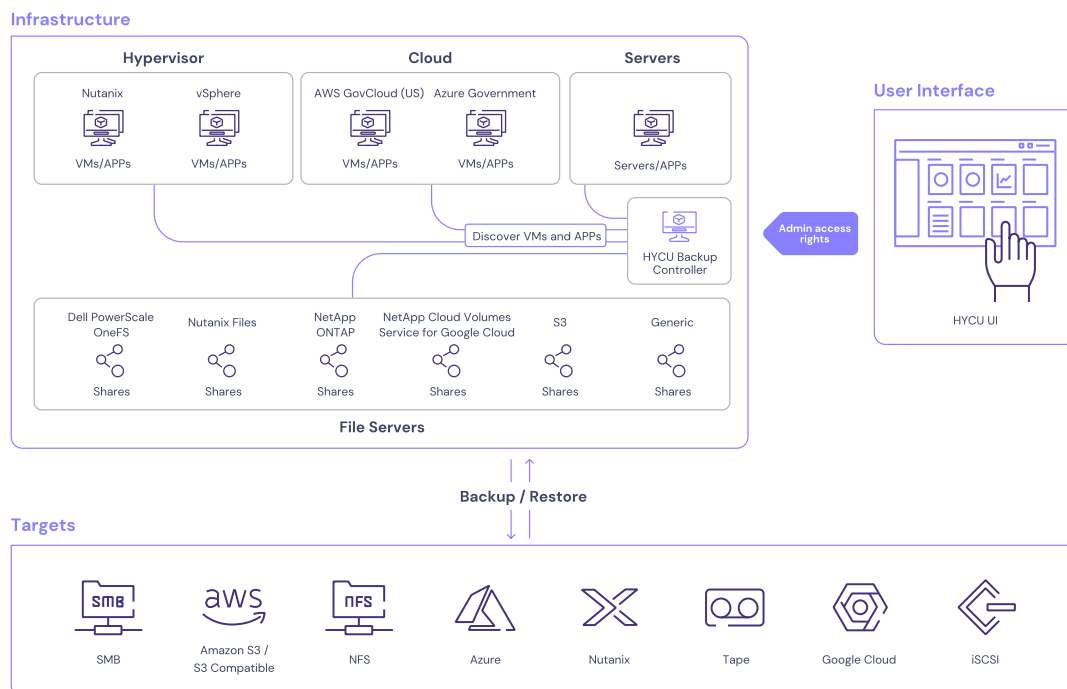 Infrastructure
Hypervisor
Cloud
Servers
Nutanix
vSphere
AWS GovCloud (US)
Azure Government
VMs/APPs
VMs/APPs
VMs/APPs
VMs/APPs
Servers/APPs
User Interface
Discover VMs and APPs
HYCU Backup
Controller
Admin access
rights
HYCU UI
Dell PowerScale
OneFS
Nutanix Files
NetApp
ONTAP
NetApp Cloud Volumes
Service for Google Cloud
S3
Generic
Shares
Shares
Shares
Shares
Shares
Shares
File Servers
Backup / Restore
Targets
SMB
aws
NFS
SMB
Amazon S3 /
S3 Compatible
NFS
Azure
Nutanix
Tape
Google Cloud
iSCSI